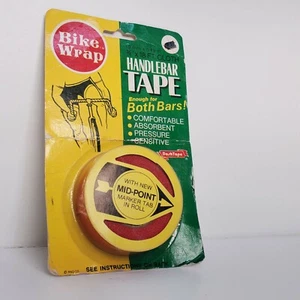 Bike
Wrap
HANDLEBAR
TAPE
Enough for
Both Bars!
• COMFORTABLE
• ABSORBENT
• PRESSURE
SENSITIVE
WITH NEW
MID-POINT
MARKER TAB
IN ROLL
SEE INSTRUCTIONS ON